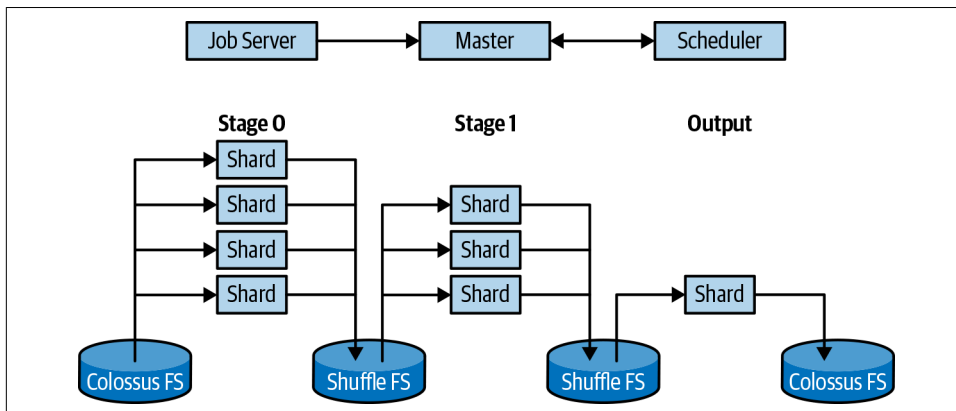 Job Server Master Scheduler
Stage 0 Stage 1 Output
Shard
Shard Shard
Shard Shard
Shard Shard Shard
Colossus FS Shuffle FS Shuffle FS Colossus FS